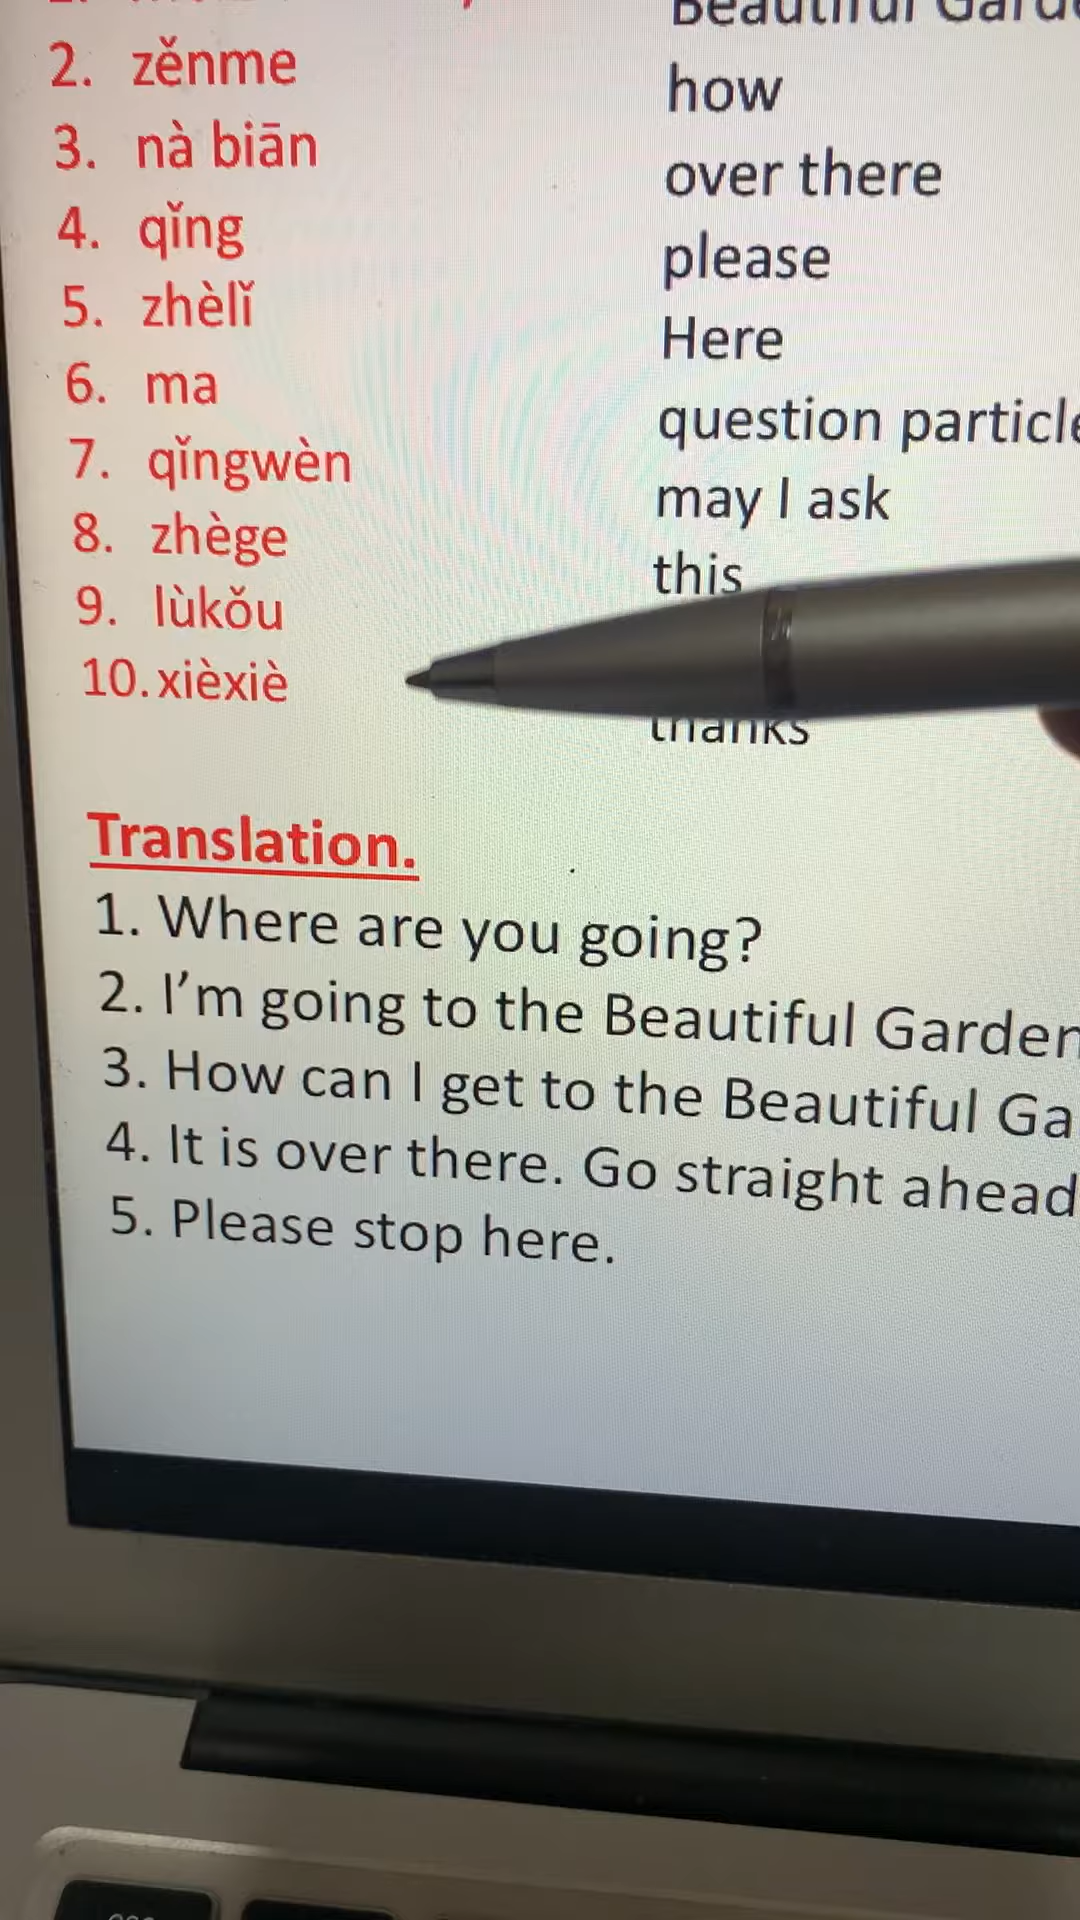 Beautiful
2. zěnme how
3. nà biān over there
4. qǐng please
5. zhèlǐ Here
6. ma question particle
7. qǐngwèn may I ask
8. zhège this
9. lùkǒu
10. xièxiè thanks
Translation.
1. Where are you going?
2. I’m going to the Beautiful Garden
3. How can I get to the Beautiful Ga
4. It is over there. Go straight ahead
5. Please stop here.